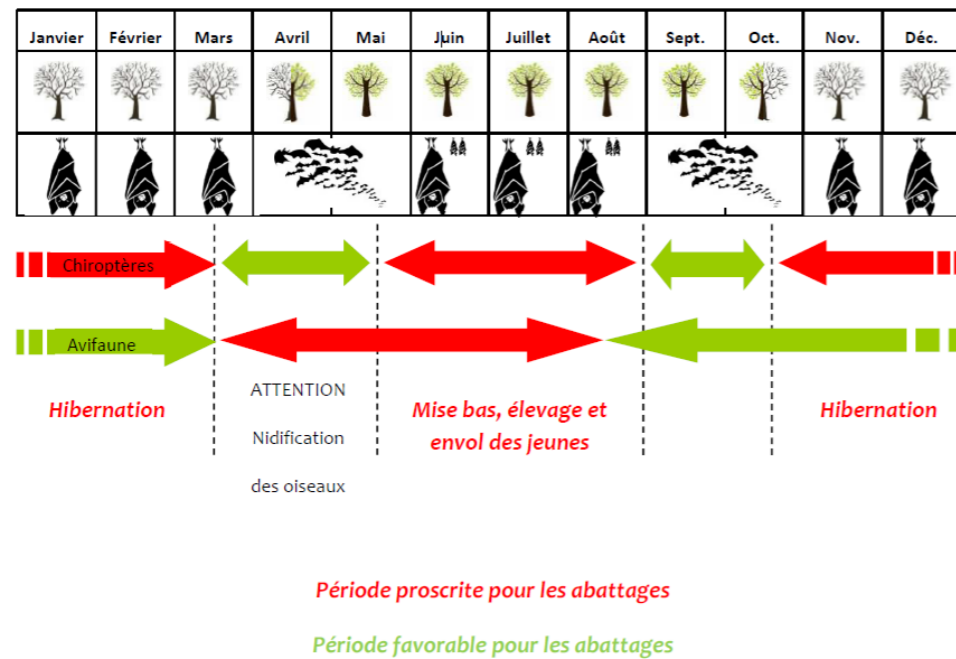 Janvier Février Mars Avril Mai Juin Juillet Août Sept. Oct. Nov. Déc.
Chiroptères
Avifaune
Hibernation
ATTENTION
Nidification
des oiseaux
Mise bas, élevage et
envol des jeunes
Hibernation
Période proscrite pour les abattages
Période favorable pour les abattages